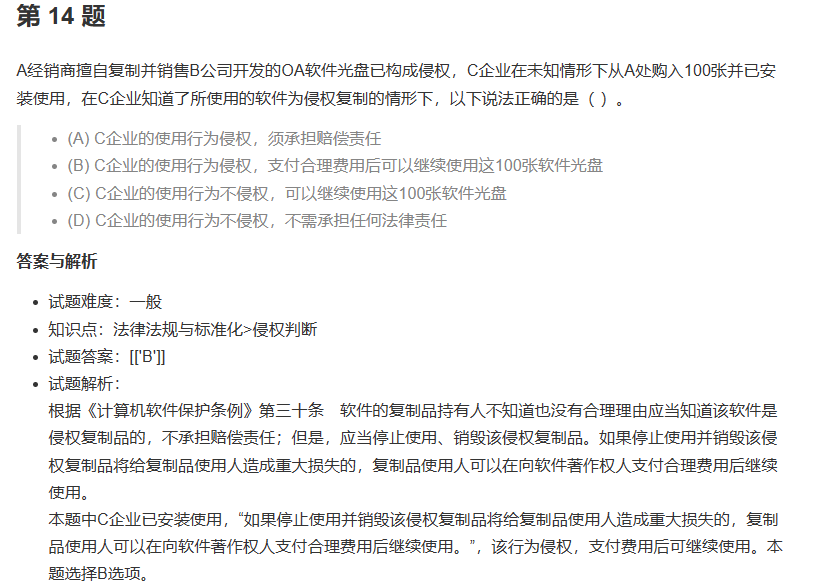 第 14 题
A经销商擅自复制并销售B公司开发的OA软件光盘已构成侵权，C企业在未知情形下从A处购入100张并已安
装使用，在C企业知道了所使用的软件为侵权复制的情形下，以下说法正确的是（ ）。
(A) C企业的使用行为侵权，须承担赔偿责任
(B) C企业的使用行为侵权，支付合理费用后可以继续使用这100张软件光盘
(C) C企业的使用行为不侵权，可以继续使用这100张软件光盘
(D) C企业的使用行为不侵权，不需承担任何法律责任
答案与解析
试题难度：一般
知识点：法律法规与标准化>侵权判断
试题答案：[['B']]
试题解析：
根据《计算机软件保护条例》第三十条　软件的复制品持有人不知道也没有合理理由应当知道该软件是
侵权复制品的，不承担赔偿责任；但是，应当停止使用、销毁该侵权复制品。如果停止使用并销毁该侵
权复制品将给复制品使用人造成重大损失的，复制品使用人可以在向软件著作权人支付合理费用后继续
使用。
本题中C企业已安装使用，“如果停止使用并销毁该侵权复制品将给复制品使用人造成重大损失的，复制
品使用人可以在向软件著作权人支付合理费用后继续使用。”，该行为侵权，支付费用后可继续使用。本
题选择B选项。